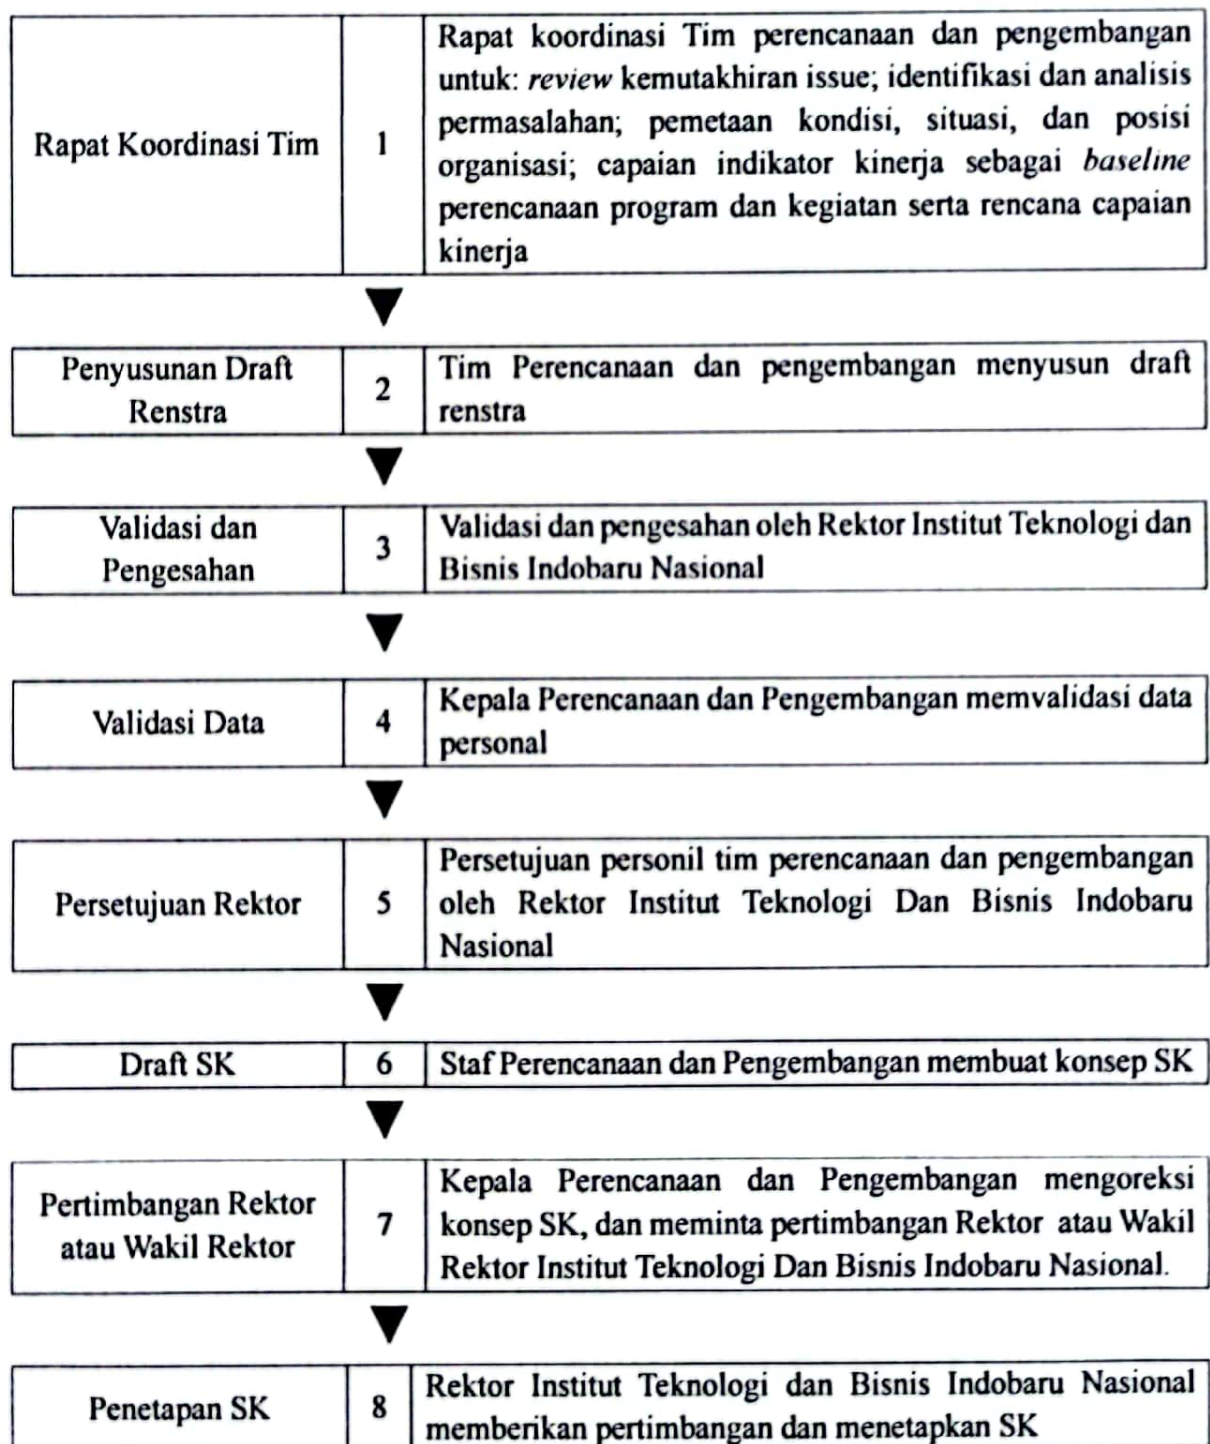 Rapat Koordinasi Tim
1
Rapat koordinasi Tim perencanaan dan pengembangan
untuk: review kemutakhiran issue; identifikasi dan analisis
permasalahan; pemetaan kondisi, situasi, dan posisi
organisasi; capaian indikator kinerja sebagai baseline
perencanaan program dan kegiatan serta rencana capaian
kinerja
Penyusunan Draft
Renstra
2
Tim Perencanaan dan pengembangan menyusun draft
renstra
Validasi dan
Pengesahan
3
Validasi dan pengesahan oleh Rektor Institut Teknologi dan
Bisnis Indobaru Nasional
Validasi Data
4
Kepala Perencanaan dan Pengembangan memvalidasi data
personal
Persetujuan Rektor
5
Persetujuan personil tim perencanaan dan pengembangan
oleh Rektor Institut Teknologi Dan Bisnis Indobaru
Nasional
Draft SK
6
Staf Perencanaan dan Pengembangan membuat konsep SK
Pertimbangan Rektor
atau Wakil Rektor
7
Kepala Perencanaan dan Pengembangan mengoreksi
konsep SK, dan meminta pertimbangan Rektor atau Wakil
Rektor Institut Teknologi Dan Bisnis Indobaru Nasional.
Penetapan SK
8
Rektor Institut Teknologi dan Bisnis Indobaru Nasional
memberikan pertimbangan dan menetapkan SK